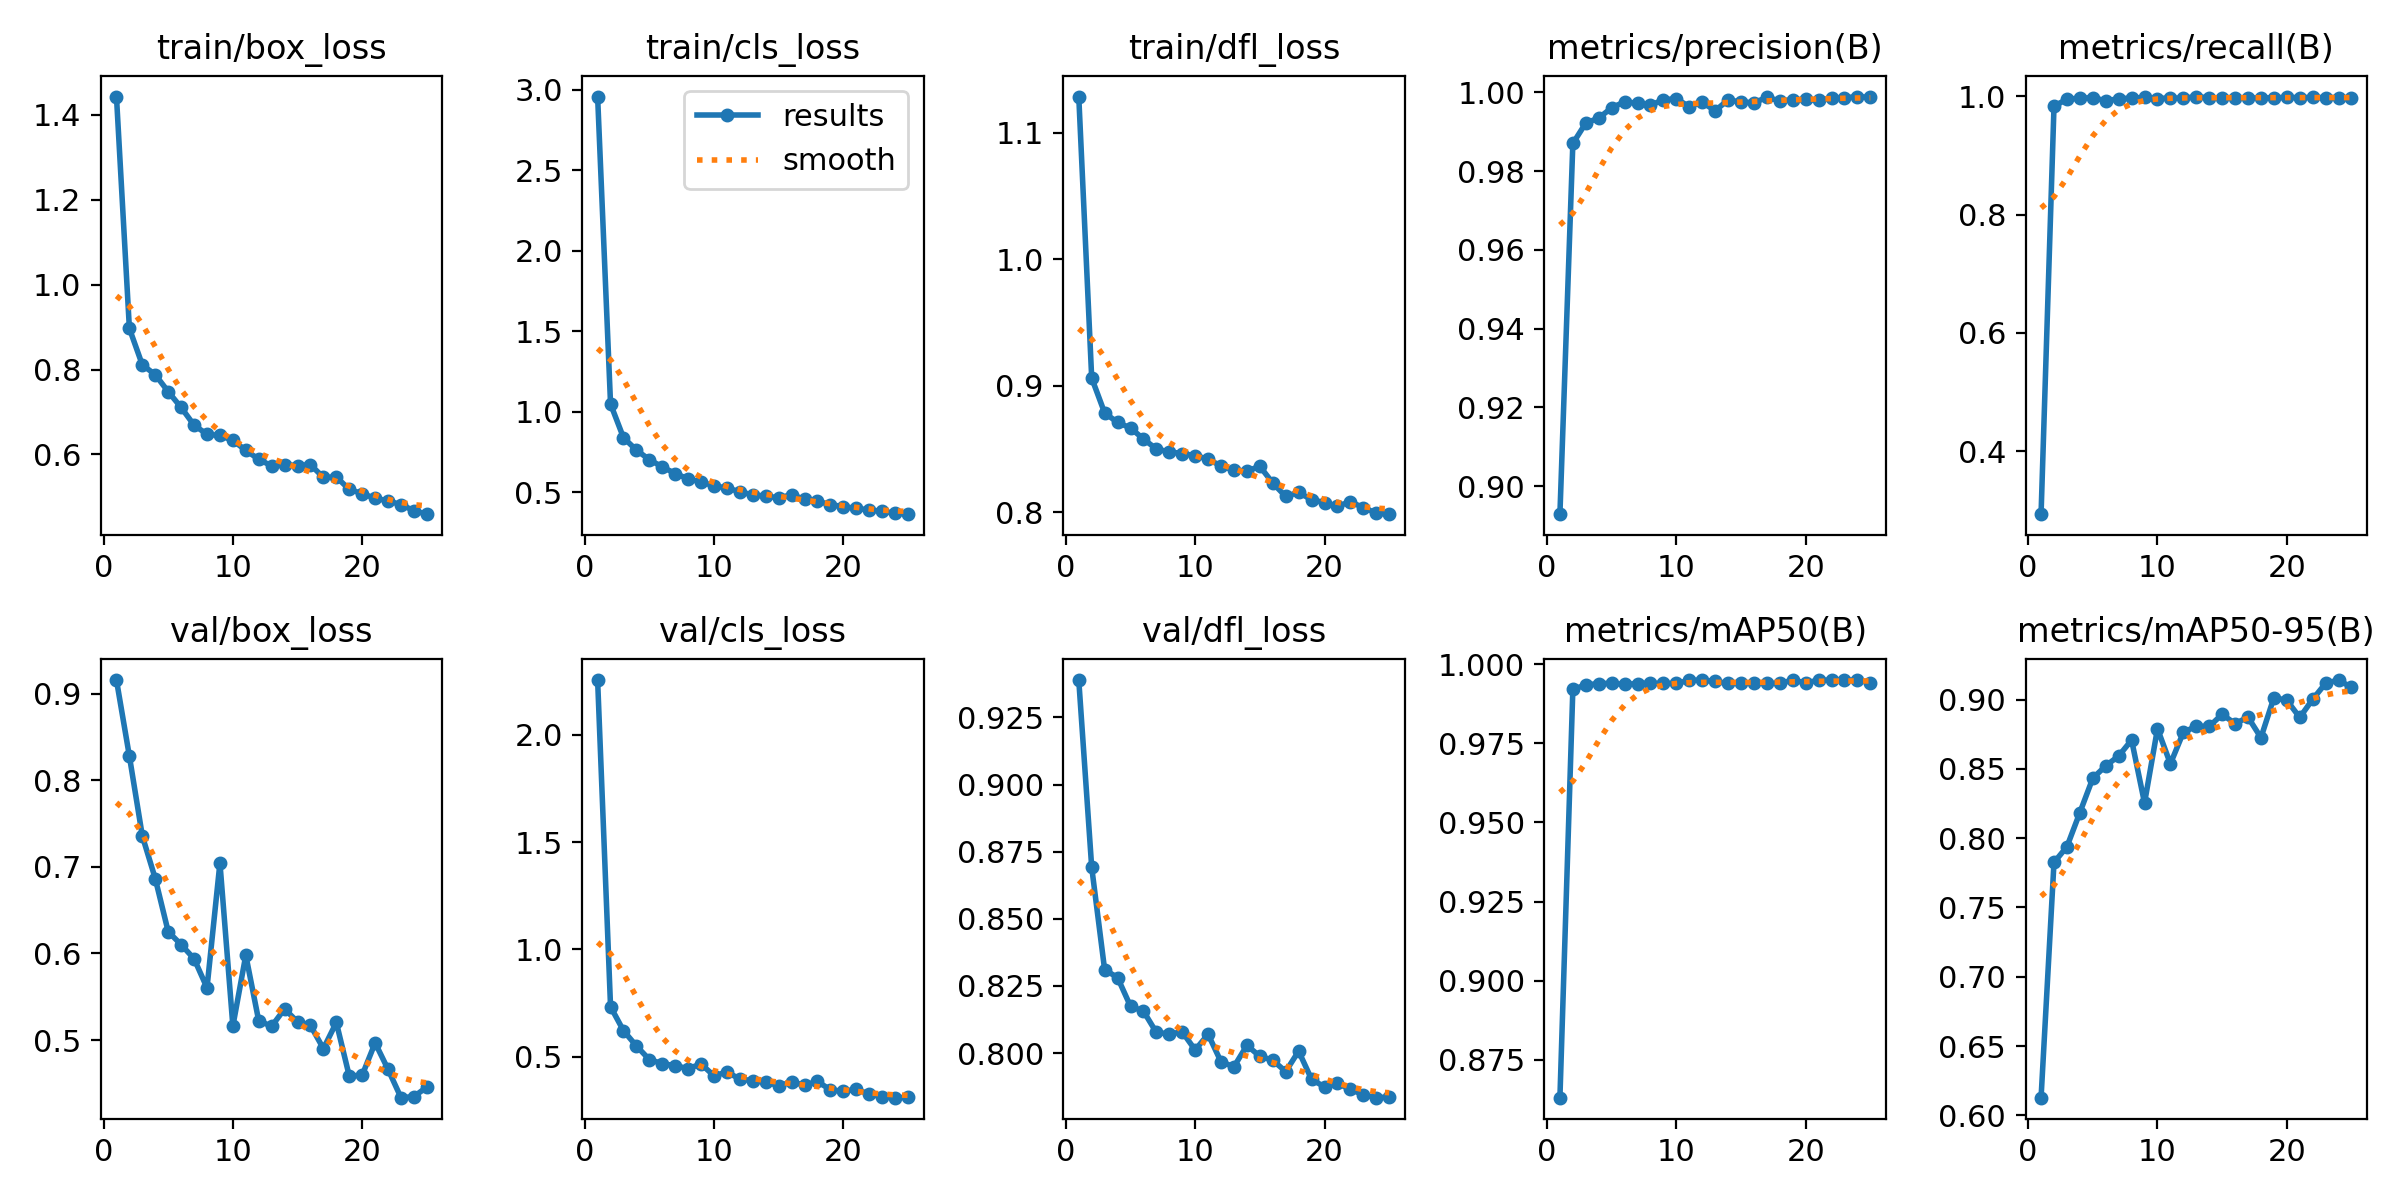 train/box_loss
train/cls_loss
train/dfl_loss
metrics/precision(B)
metrics/recall(B)
1.4
1.2
1.0
0.8
0.6
0 10 20
3.0
2.5
2.0
1.5
1.0
0.5
0 10 20
results
smooth
1.1
1.0
0.9
0.8
0 10 20
1.00
0.98
0.96
0.94
0.92
0.90
0 10 20
1.0
0.8
0.6
0.4
0 10 20
val/box_loss
val/cls_loss
val/dfl_loss
metrics/mAP50(B)
metrics/mAP50-95(B)
0.9
0.8
0.7
0.6
0.5
0 10 20
2.0
1.5
1.0
0.5
0 10 20
0.925
0.900
0.875
0.850
0.825
0.800
0 10 20
1.000
0.975
0.950
0.925
0.900
0.875
0 10 20
0.90
0.85
0.80
0.75
0.70
0.65
0.60
0 10 20